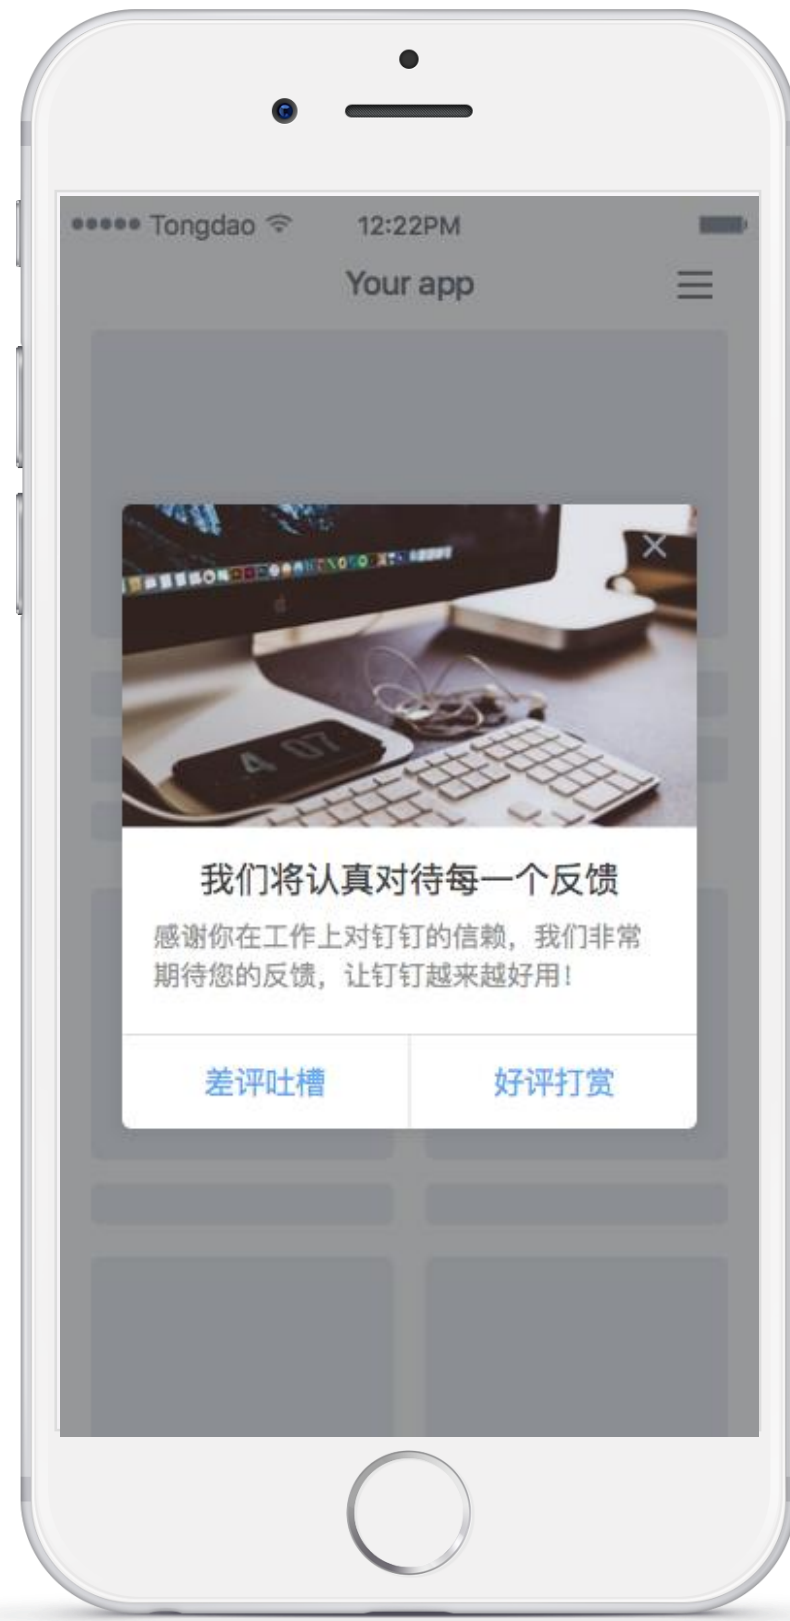 Tongdao 12:22PM
Your app
4 07
我们将认真对待每一个反馈
感谢你在工作上对钉钉的信赖，我们非常
期待您的反馈，让钉钉越来越好用！
差评吐槽 好评打赏